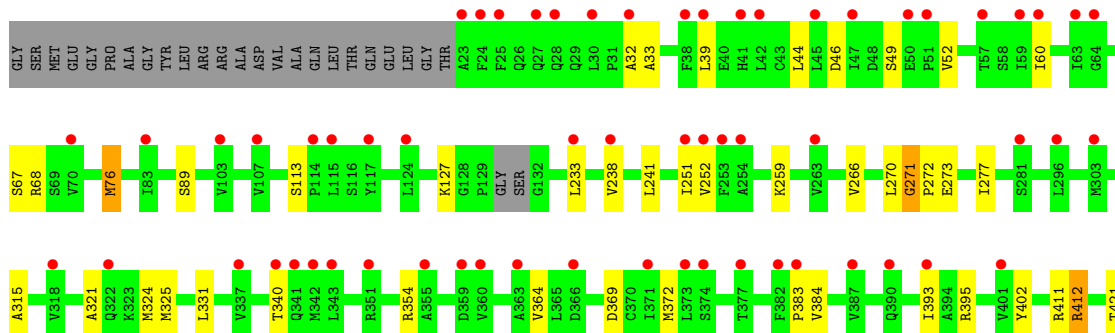 GLY SER MET GLU GLY PRO ALA GLY TYR LEU ARG ARG ALA ASP VAL ALA GLN LEU THR GLN GLU LEU GLY THR A23 F24 F25 Q26 Q27 Q28 Q29 L30 P31 A32 A33 F38 L39 E40 H41 L42 C43 L44 L45 D46 I47 D48 S49 E50 P51 V52 T57 S58 I59 I60 I63 G64
S67 R68 S69 V70 M76 I83 S89 V103 V107 S113 P114 L115 S116 Y117 L124 K127 G128 P129 GLY SER G132 L233 V238 L241 I251 V252 F253 A254 K259 V263 V266 L270 G271 P272 E273 I277 S281 L296 M303
A315 V318 A321 Q322 K323 M324 M325 L331 V337 T340 Q341 M342 L343 R351 R354 A355 D359 V360 A363 V364 L365 D366 D369 C370 I371 M372 L373 S374 T377 F382 P383 V384 V387 Q390 I393 A394 R395 V401 Y402 R411 R412